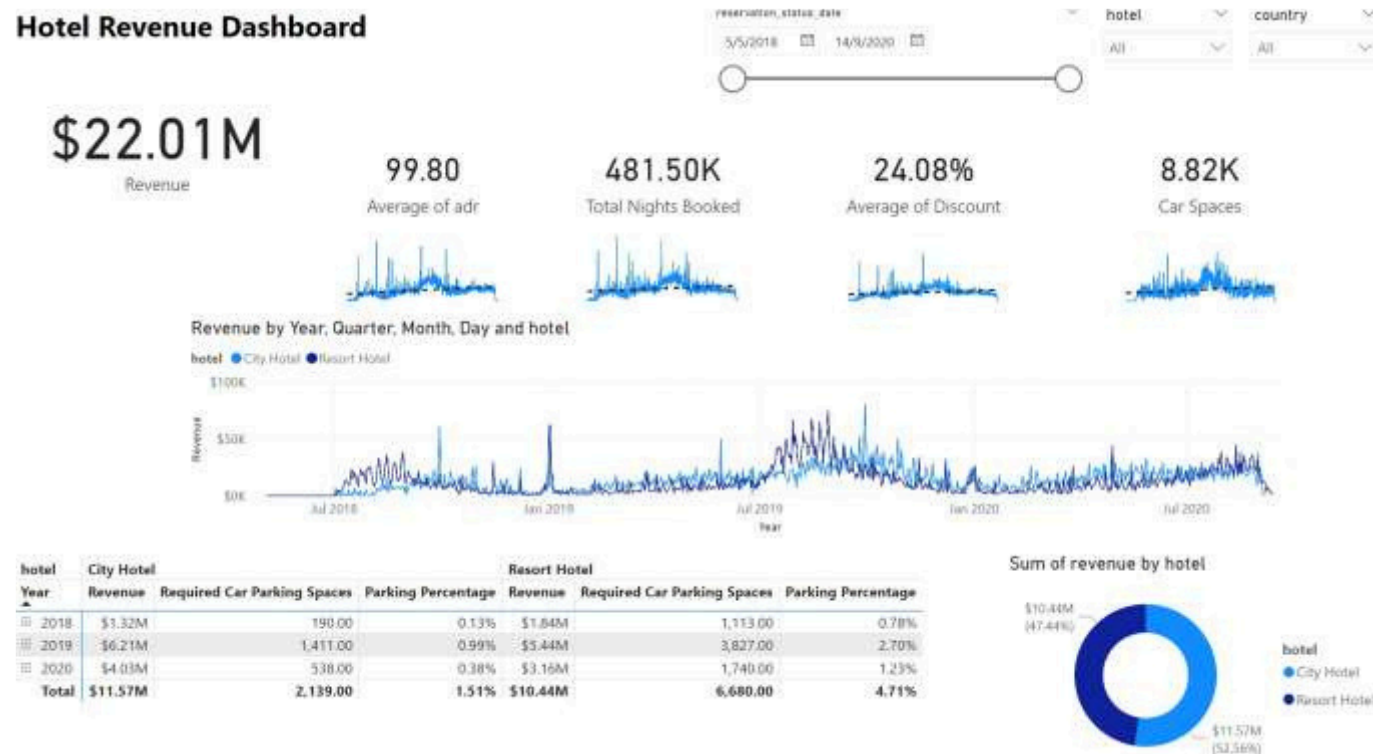 Hotel Revenue Dashboard
reservation_status_date
hotel
country
5/5/2018
14/9/2020
All
All
$22.01M
Revenue
99.80
Average of adr
481.50K
Total Nights Booked
24.08%
Average of Discount
8.82K
Car Spaces
Revenue by Year, Quarter, Month, Day and hotel
hotel City Hotel Resort Hotel
$100K
$50K
$0K
Revenue
Jul 2018 Jan 2019 Jul 2019 Jan 2020 Jul 2020
Year
hotel City Hotel Resort Hotel
Year Revenue Required Car Parking Spaces Parking Percentage Revenue Required Car Parking Spaces Parking Percentage
2018 $1.32M 190.00 0.13% $1.84M 1,113.00 0.78%
2019 $6.21M 1,411.00 0.99% $5.44M 3,827.00 2.70%
2020 $4.03M 538.00 0.38% $3.16M 1,740.00 1.23%
Total $11.57M 2,139.00 1.51% $10.44M 6,680.00 4.71%
Sum of revenue by hotel
$10.44M
(47.44%)
hotel
City Hotel
Resort Hotel
$11.57M
(52.56%)